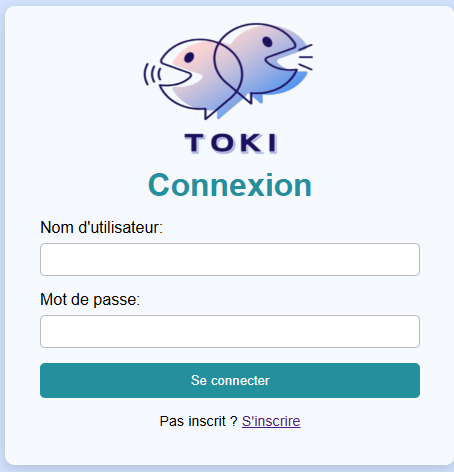 TOKI
Connexion
Nom d'utilisateur:
Mot de passe:
Se connecter
Pas inscrit ? S'inscrire